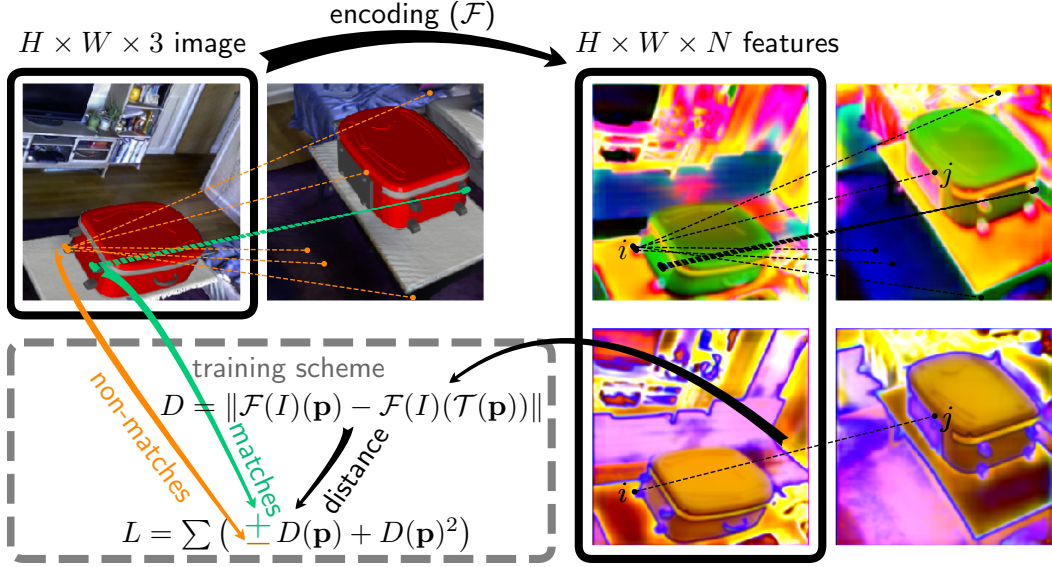 encoding (ℱ)
H × W × 3 image
H × W × N features
i
j
training scheme
D = ∥ℱ(I)(𝐩) − ℱ(I)(𝒯(𝐩))∥
non-matches
matches
distance
i
j
L = ∑ ( ± D(𝐩) + D(𝐩)²)